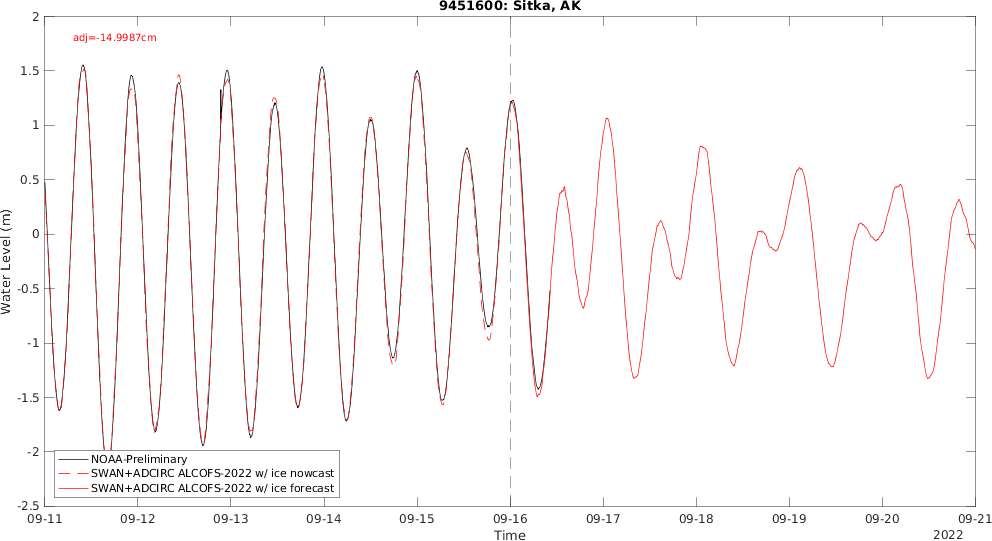 9451600: Sitka, AK
adj=-14.9987cm
2
1.5
1
0.5
0
-0.5
-1
-1.5
-2
-2.5
Water Level (m)
NOAA-Preliminary
SWAN+ADCIRC ALCOFS-2022 w/ ice nowcast
SWAN+ADCIRC ALCOFS-2022 w/ ice forecast
09-11 09-12 09-13 09-14 09-15 09-16 09-17 09-18 09-19 09-20 09-21
Time
2022